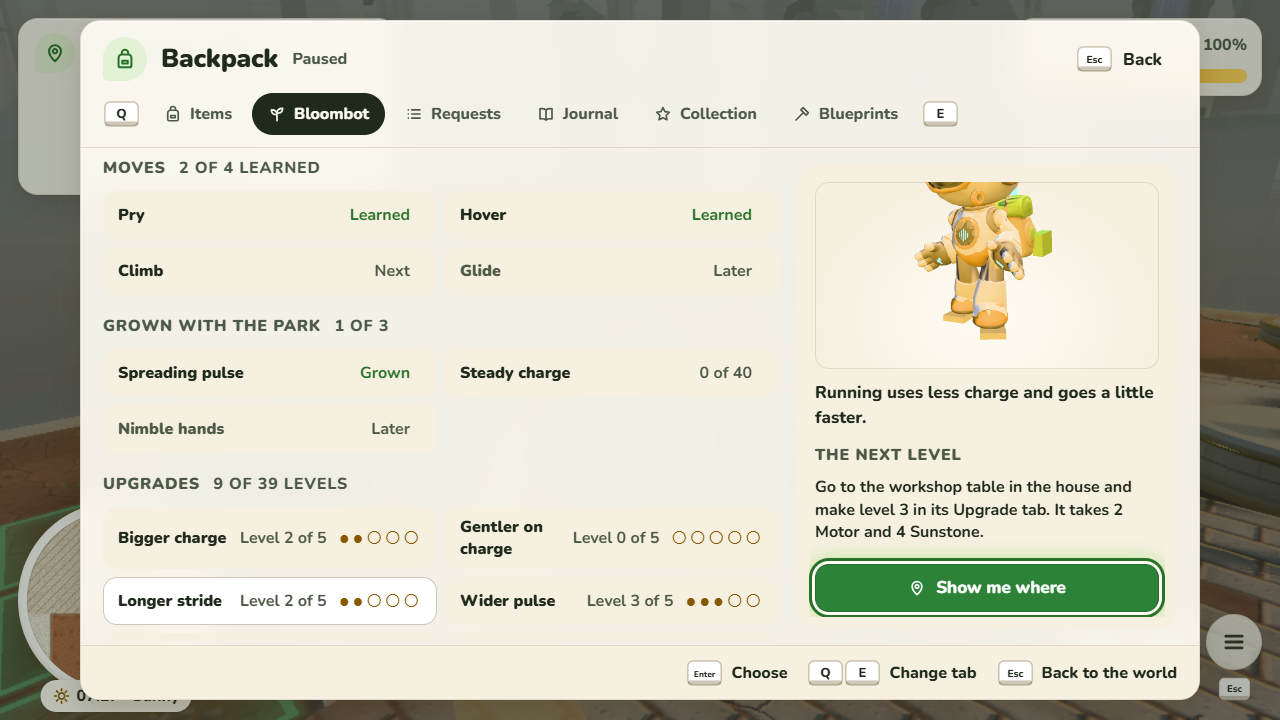 Backpack Paused
Esc Back
100%
Q Items Bloombot Requests Journal Collection Blueprints E
MOVES 2 OF 4 LEARNED
Pry Learned
Hover Learned
Climb Next
Glide Later
GROWN WITH THE PARK 1 OF 3
Spreading pulse Grown
Steady charge 0 of 40
Nimble hands Later
UPGRADES 9 OF 39 LEVELS
Bigger charge Level 2 of 5
Gentler on
charge Level 0 of 5
Longer stride Level 2 of 5
Wider pulse Level 3 of 5
Running uses less charge and goes a little
faster.
THE NEXT LEVEL
Go to the workshop table in the house and
make level 3 in its Upgrade tab. It takes 2
Motor and 4 Sunstone.
Show me where
Enter Choose Q E Change tab Esc Back to the world
Esc